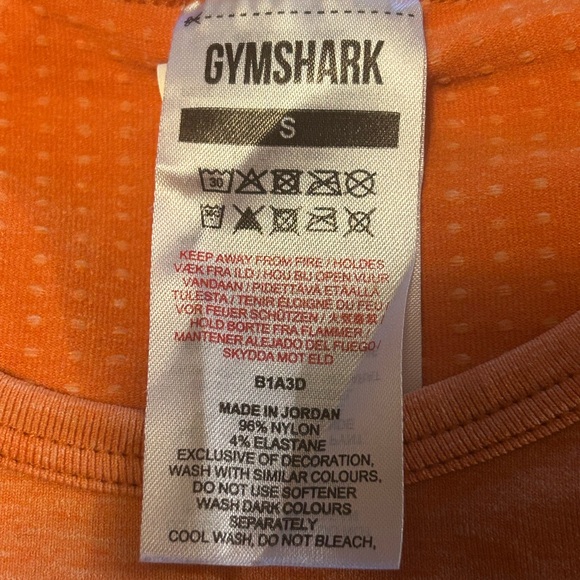 GYMSHARK
S
30
KEEP AWAY FROM FIRE / HOLDES
VÆK FRA ILD / HOU BIJ OPEN VUUR
VANDAAN / PIDETTÄVÄ ETÄÄLLÄ
TULESTA / TENIR ÉLOIGNÉ DU FEU
VOR FEUER SCHÜTZEN /
HOLD BORTE FRA FLAMMER /
MANTENER ALEJADO DEL FUEGO/
SKYDDA MOT ELD
B1A3D
MADE IN JORDAN
96% NYLON
4% ELASTANE
EXCLUSIVE OF DECORATION,
WASH WITH SIMILAR COLOURS,
DO NOT USE SOFTENER
WASH DARK COLOURS
SEPARATELY
COOL WASH, DO NOT BLEACH,